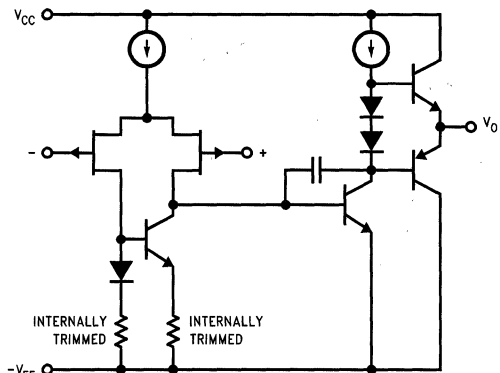 VCC
VO
-
+
INTERNALLY
TRIMMED
INTERNALLY
TRIMMED
-VEE